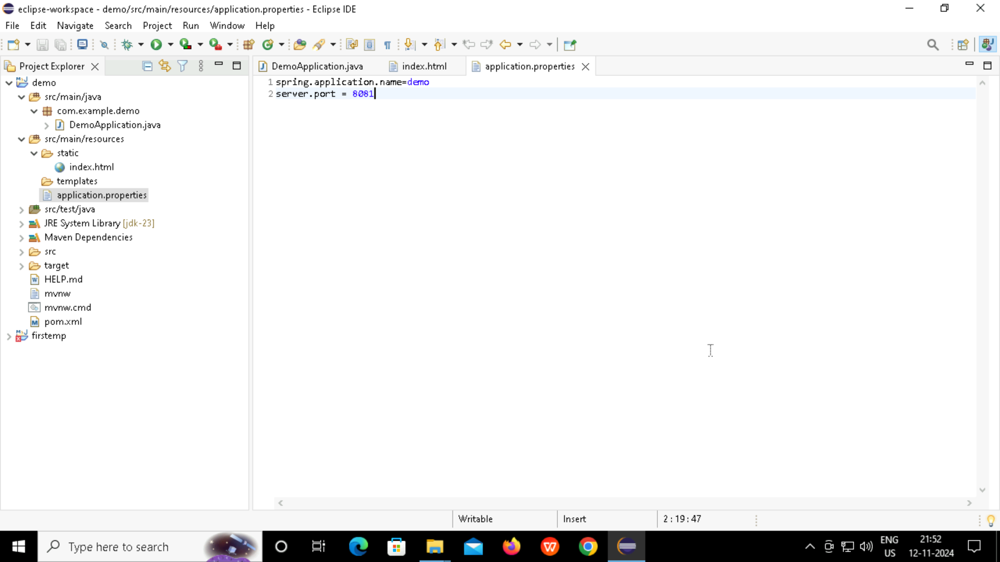 eclipse-workspace - demo/src/main/resources/application.properties - Eclipse IDE
File Edit Navigate Search Project Run Window Help
Project Explorer
DemoApplication.java index.html application.properties
demo
src/main/java
com.example.demo
DemoApplication.java
src/main/resources
static
index.html
templates
application.properties
src/test/java
JRE System Library [jdk-23]
Maven Dependencies
src
target
HELP.md
mvnw
mvnw.cmd
pom.xml
firstemp
1 spring.application.name=demo
2 server.port = 8081
Writable Insert 2 : 19 : 47
Type here to search
ENG
US
21:52
12-11-2024